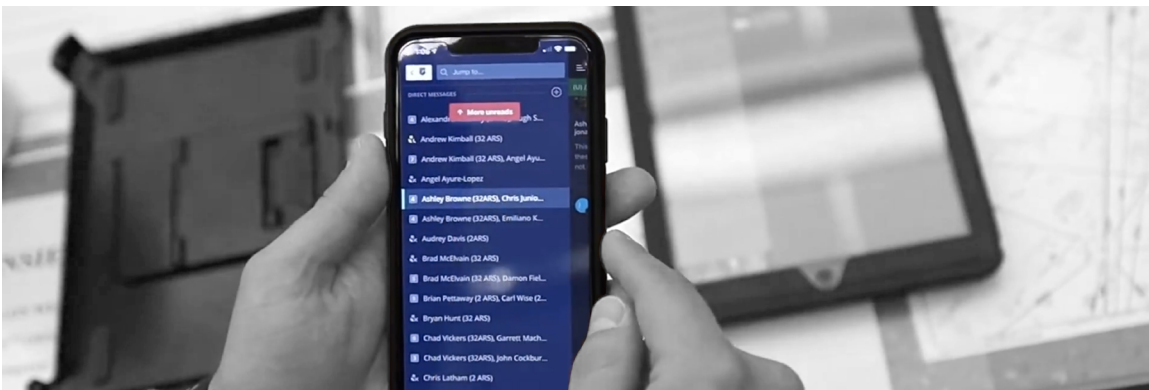 Jump to...
DIRECT MESSAGES
More unreads
Andrew Kimball (32 ARS)
Andrew Kimball (32 ARS), Angel Ayu...
Angel Ayure-Lopez
Ashley Browne (32ARS), Chris Junio...
Ashley Browne (32ARS), Emiliano K...
Audrey Davis (2ARS)
Brad McElvain (32 ARS)
Brad McElvain (32 ARS), Damon Fiel...
Brian Pettaway (2 ARS), Carl Wise (2...
Bryan Hunt (32 ARS)
Chad Vickers (32ARS), Garrett Mach...
Chad Vickers (32ARS), John Cockbur...
Chris Latham (2 ARS)